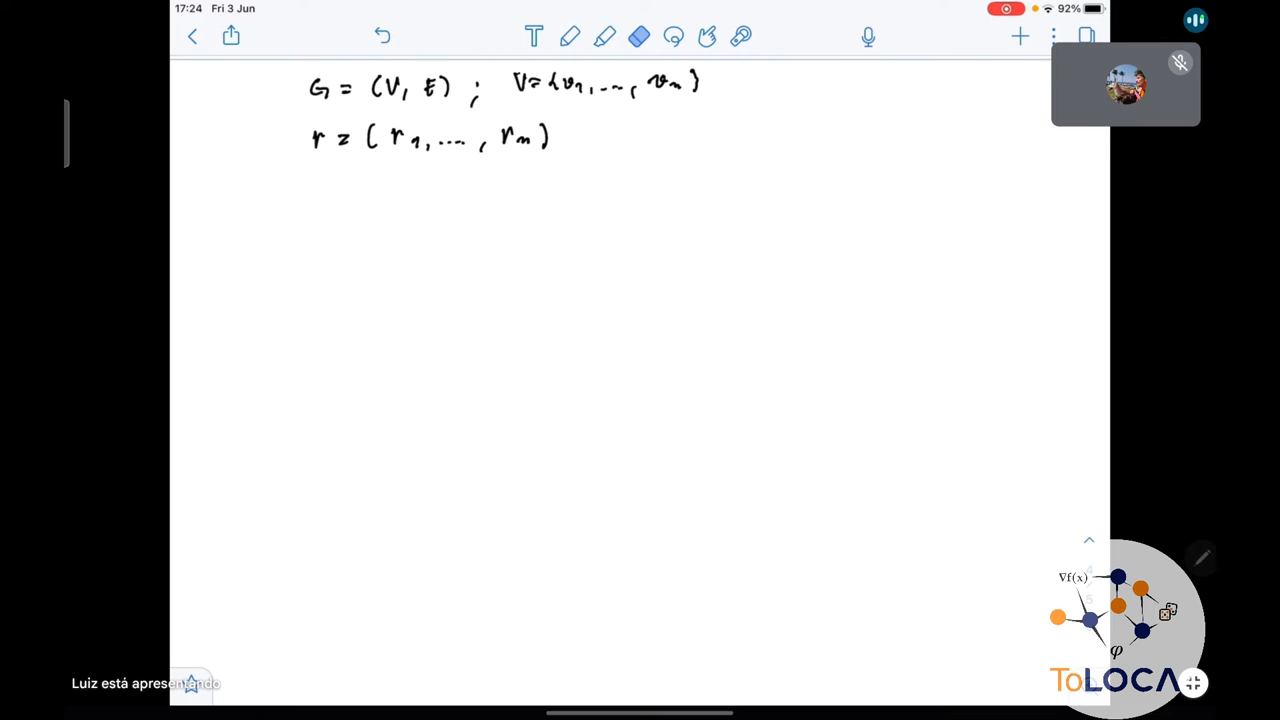 17:24 Fri 3 Jun 92%
G = (V, E) ; V={v1,..., vn}
r = (r1,...., rn)
∇f(x)
φ
ToLOCA
Luiz está apresentando